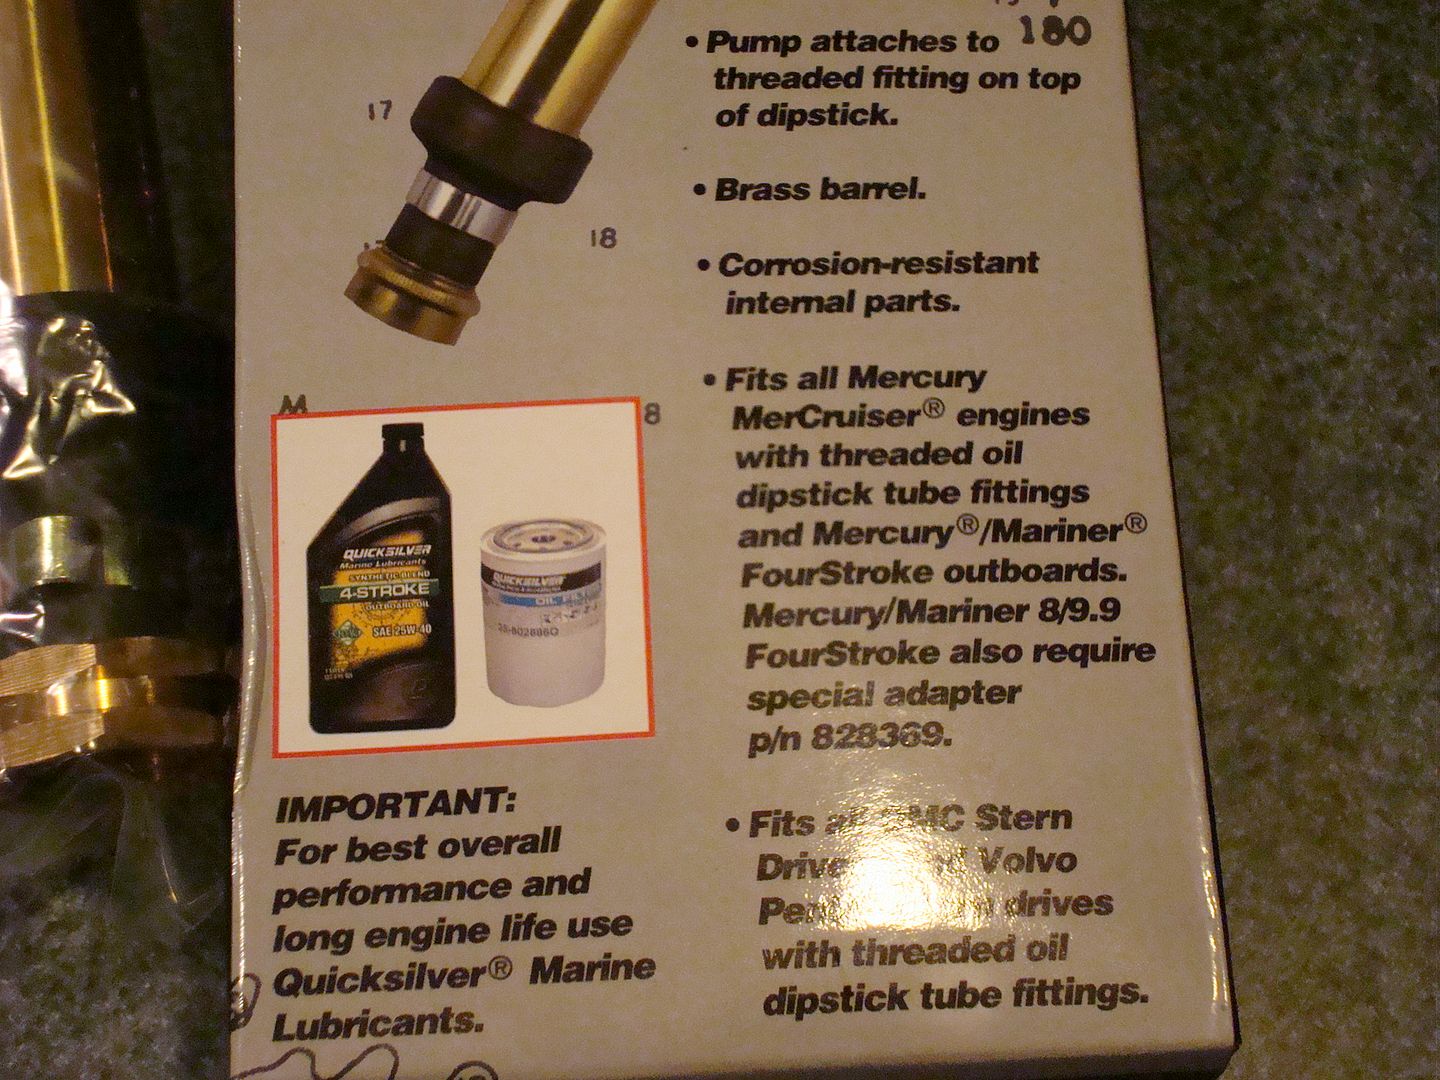 180
• Pump attaches to
threaded fitting on top
of dipstick.
• Brass barrel.
• Corrosion-resistant
internal parts.
• Fits all Mercury
MerCruiser® engines
with threaded oil
dipstick tube fittings
and Mercury®/Mariner®
FourStroke outboards.
Mercury/Mariner 8/9.9
FourStroke also require
special adapter
p/n 828369.
• Fits Stern
Volvo
drives
with threaded oil
dipstick tube fittings.
17
18
M
8
QUICKSILVER
Marine Lubricants
SYNTHETIC BLEND
4-STROKE
OUTBOARD OIL
SAE 25W-40
QUICKSILVER
OIL
IMPORTANT:
For best overall
performance and
long engine life use
Quicksilver® Marine
Lubricants.